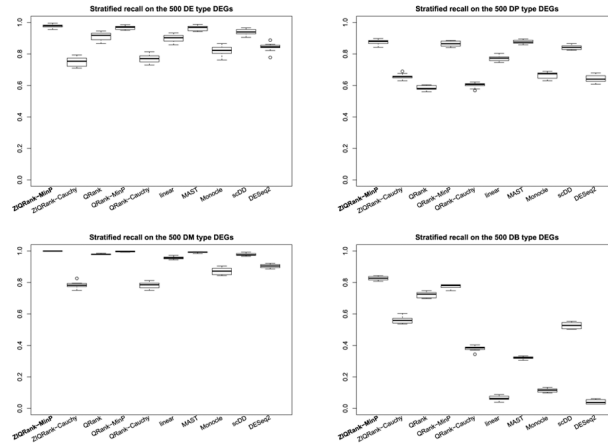 Stratified recall on the 500 DE type DEGs
1.0
0.8
0.6
0.4
0.2
0.0
ZIQRank−MinP
ZIQRank−Cauchy
QRank
QRank−MinP
QRank−Cauchy
linear
MAST
Monocle
scDD
DESeq2
Stratified recall on the 500 DP type DEGs
1.0
0.8
0.6
0.4
0.2
0.0
ZIQRank−MinP
ZIQRank−Cauchy
QRank
QRank−MinP
QRank−Cauchy
linear
MAST
Monocle
scDD
DESeq2
Stratified recall on the 500 DM type DEGs
1.0
0.8
0.6
0.4
0.2
0.0
ZIQRank−MinP
ZIQRank−Cauchy
QRank
QRank−MinP
QRank−Cauchy
linear
MAST
Monocle
scDD
DESeq2
Stratified recall on the 500 DB type DEGs
1.0
0.8
0.6
0.4
0.2
0.0
ZIQRank−MinP
ZIQRank−Cauchy
QRank
QRank−MinP
QRank−Cauchy
linear
MAST
Monocle
scDD
DESeq2